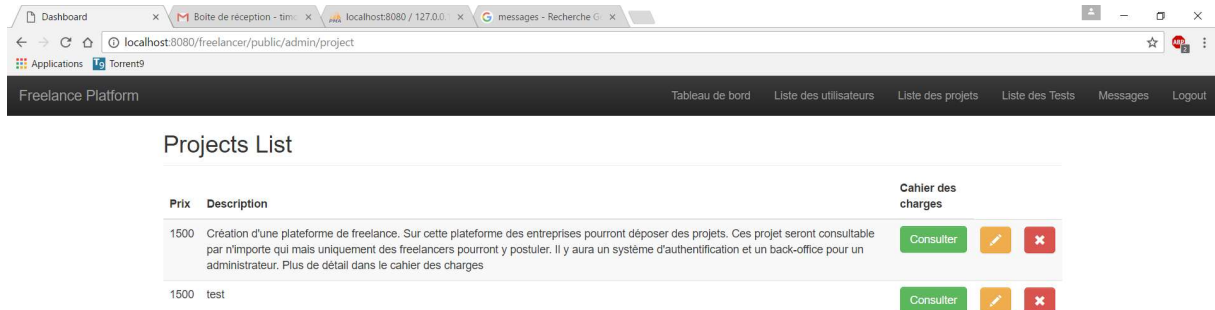 Dashboard
Boîte de réception - time
localhost:8080 / 127.0.0.
messages - Recherche G
localhost:8080/freelancer/public/admin/project
ABP
2
Applications
T9
Torrent9
Freelance Platform
Tableau de bord
Liste des utilisateurs
Liste des projets
Liste des Tests
Messages
Logout
Projects List
Prix
Description
Cahier des
charges
1500
Création d'une plateforme de freelance. Sur cette plateforme des entreprises pourront déposer des projets. Ces projet seront consultable
par n'importe qui mais uniquement des freelancers pourront y postuler. Il y aura un système d'authentification et un back-office pour un
administrateur. Plus de détail dans le cahier des charges
Consulter
1500
test
Consulter